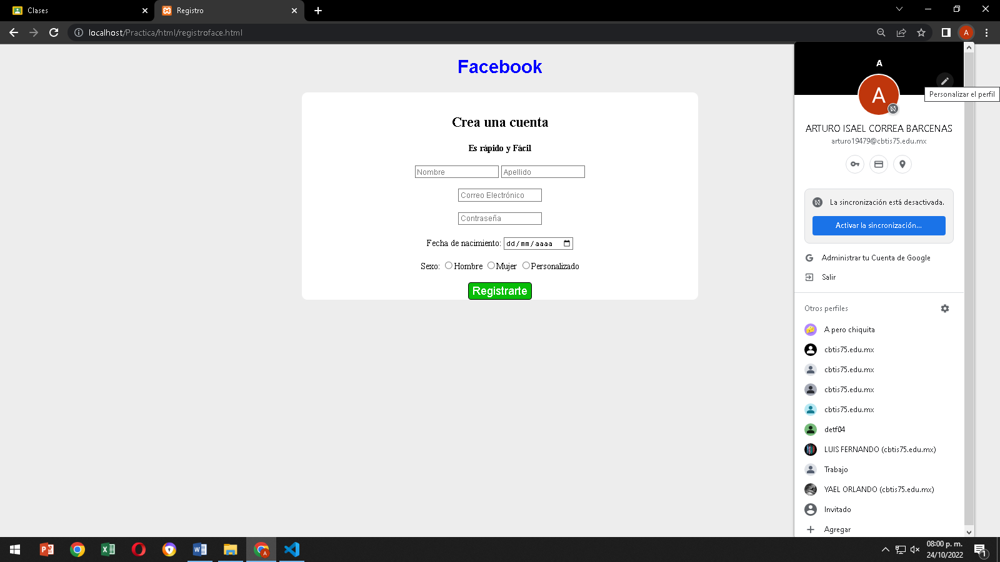 Clases
Registro
localhost/Practica/html/registroface.html
A
Facebook
Crea una cuenta
Es rápido y Fácil
Nombre Apellido
Correo Electrónico
Contraseña
Fecha de nacimiento: dd/mm/aaaa
Sexo: Hombre Mujer Personalizado
Registrarte
A
Personalizar el perfil
A
ARTURO ISAEL CORREA BARCENAS
arturo19479@cbtis75.edu.mx
La sincronización está desactivada.
Activar la sincronización...
G Administrar tu Cuenta de Google
Salir
Otros perfiles
A pero chiquita
cbtis75.edu.mx
cbtis75.edu.mx
cbtis75.edu.mx
cbtis75.edu.mx
detf04
LUIS FERNANDO (cbtis75.edu.mx)
Trabajo
YAEL ORLANDO (cbtis75.edu.mx)
Invitado
Agregar
08:00 p. m.
24/10/2022
1